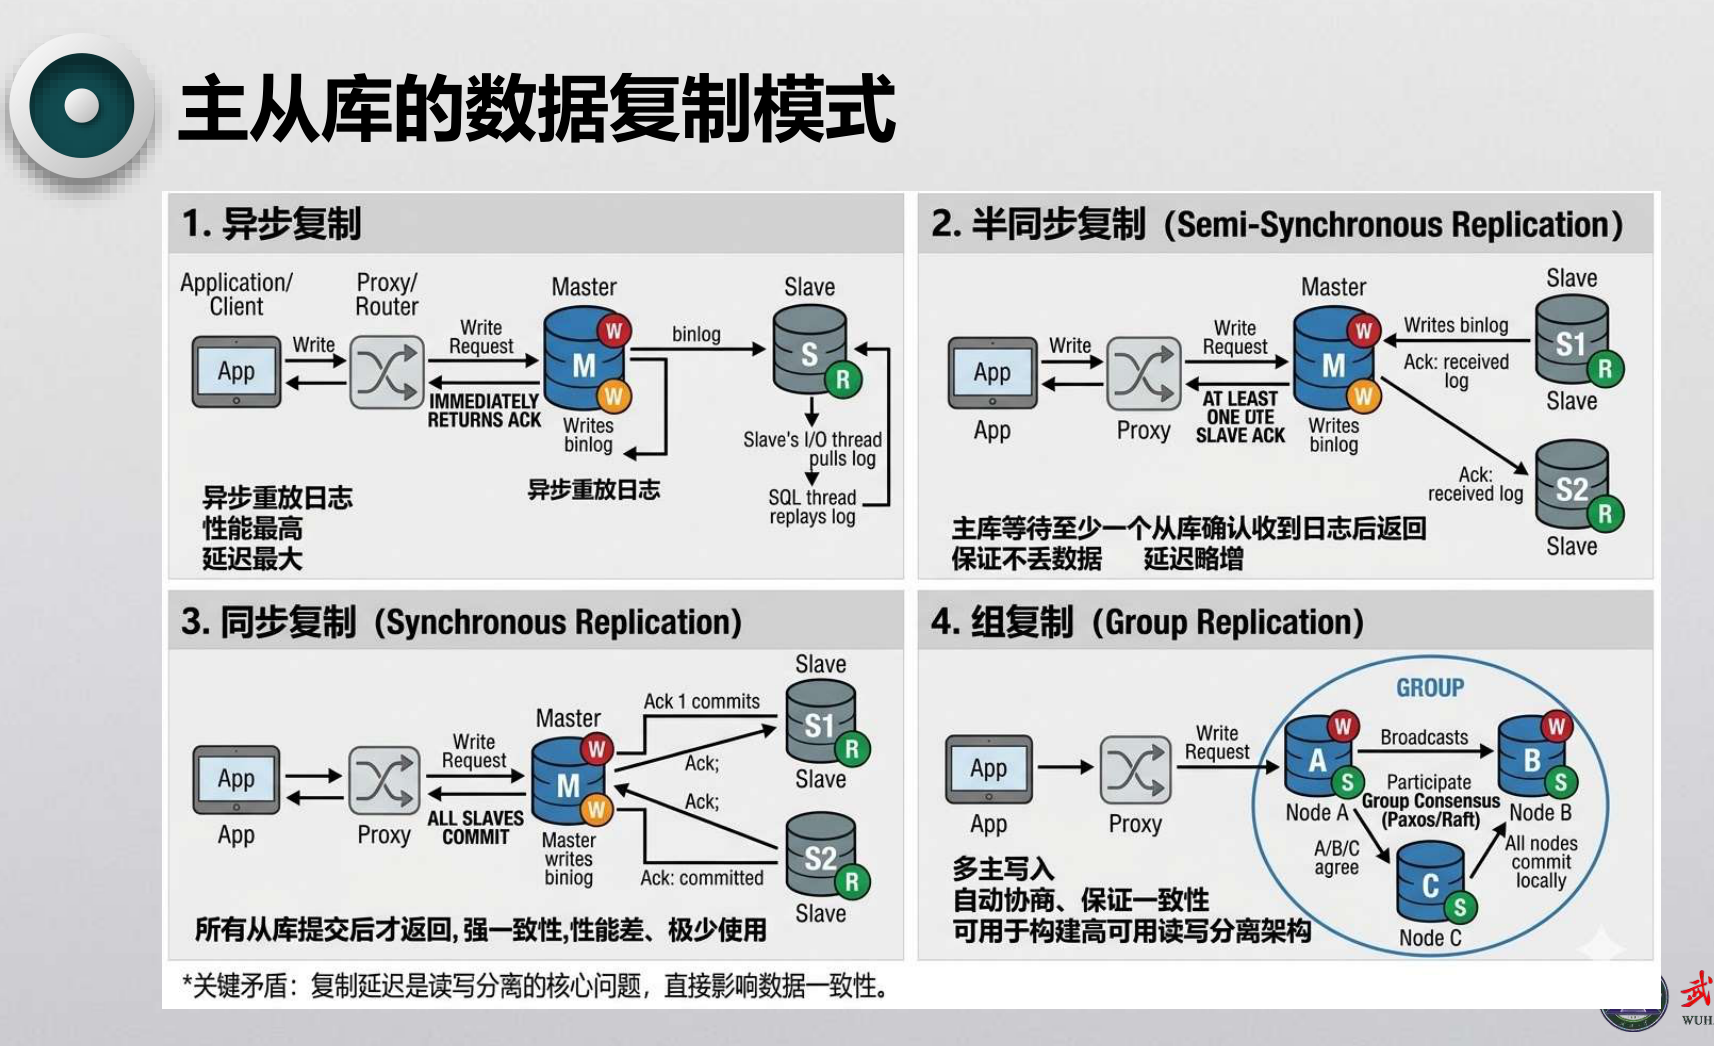 主从库的数据复制模式
1. 异步复制
Application/
Client
Proxy/
Router
Master
Slave
App
Write
Write
Request
IMMEDIATELY
RETURNS ACK
M
W
W
Writes
binlog
binlog
S
R
Slave's I/O thread
pulls log
SQL thread
replays log
异步重放日志
异步重放日志
性能最高
延迟最大
2. 半同步复制（Semi-Synchronous Replication）
App
App
Write
Proxy
Write
Request
AT LEAST
ONE UTE
SLAVE ACK
Master
M
W
W
Writes
binlog
Writes binlog
Ack: received
log
Slave
S1
R
Slave
Ack:
received log
S2
R
Slave
主库等待至少一个从库确认收到日志后返回
保证不丢数据 延迟略增
3. 同步复制（Synchronous Replication）
App
App
Proxy
Write
Request
ALL SLAVES
COMMIT
Master
M
W
W
Master
writes
biniog
Ack 1 commits
Ack;
Ack;
Ack: committed
Slave
S1
R
Slave
S2
R
Slave
所有从库提交后才返回,强一致性,性能差、极少使用
4. 组复制（Group Replication）
App
App
Proxy
Write
Request
GROUP
A
W
S
Node A
Broadcasts
B
W
S
Node B
Participate
Group Consensus
(Paxos/Raft)
A/B/C
agree
All nodes
commit
locally
C
S
Node C
多主写入
自动协商、保证一致性
可用于构建高可用读写分离架构
*关键矛盾：复制延迟是读写分离的核心问题，直接影响数据一致性。
武
WUH